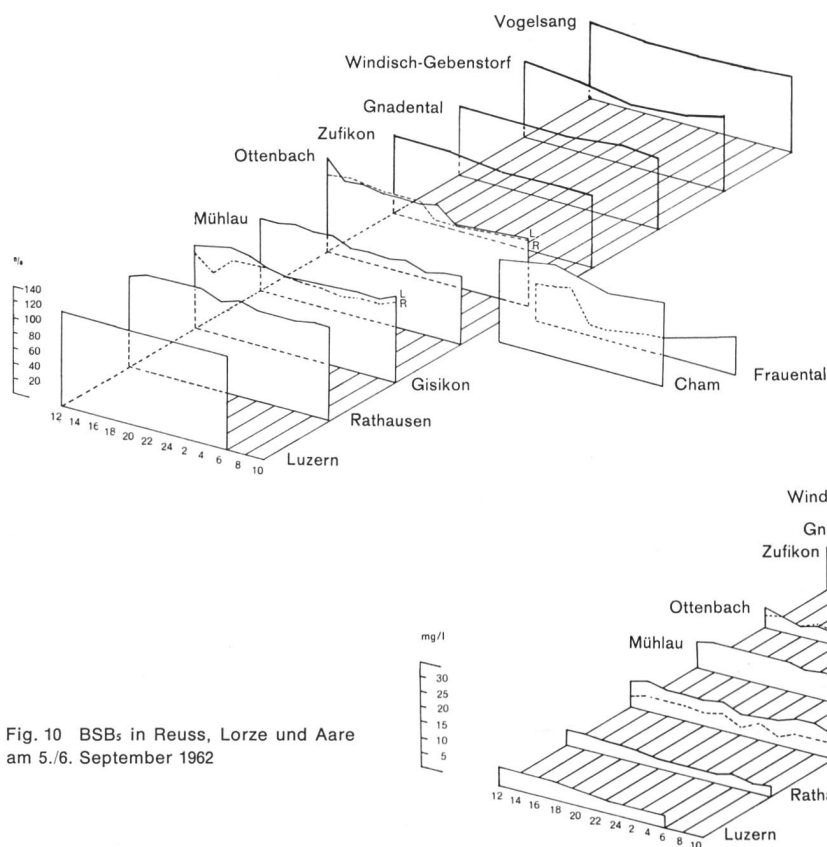 Vogelsang
Windisch-Gebenstorf
Gnadental
Zufikon
Ottenbach
Mühlau
%
140
120
100
80
60
40
20
L
R
L
R
Frauental
Cham
Gisikon
Rathausen
Luzern
12 14 16 18 20 22 24 2 4 6 8 10
Wind
Gn
Zufikon
Ottenbach
Mühlau
mg/l
30
25
20
15
10
5
Fig. 10 BSB₅ in Reuss, Lorze und Aare
am 5./6. September 1962
Ratha
Luzern
12 14 16 18 20 22 24 2 4 6 8 10